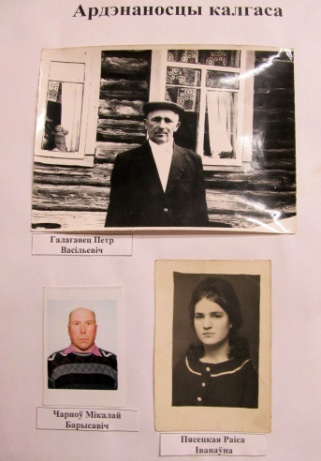 Ардэнаносцы калгаса
Галагавец Петр
Васільевіч
Чарноў Мікалай
Барысавіч
Пясецкая Раіса
Іванаўна